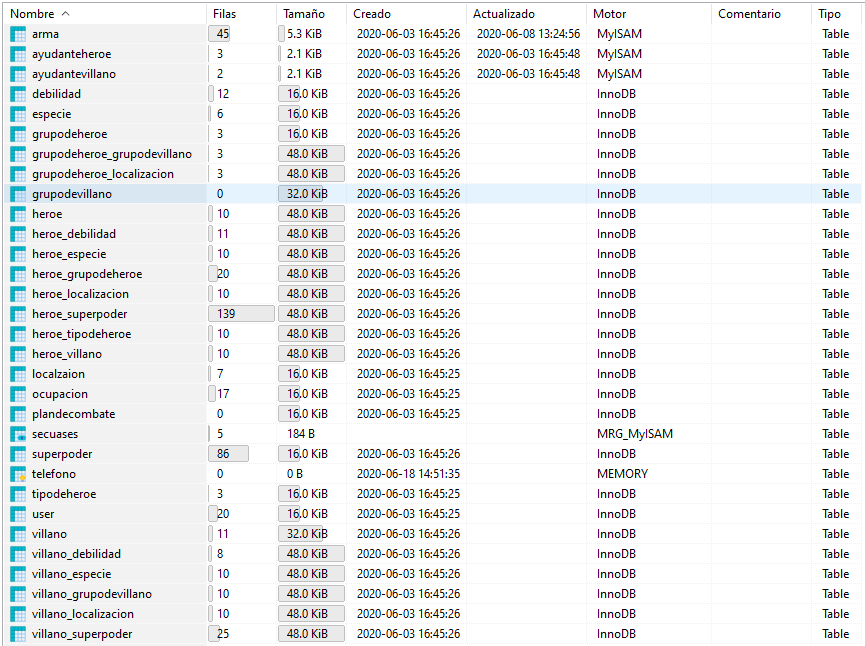 Nombre Filas Tamaño Creado Actualizado Motor Comentario Tipo
arma 45 5.3 KiB 2020-06-03 16:45:26 2020-06-08 13:24:56 MyISAM Table
ayudanteheroe 3 2.1 KiB 2020-06-03 16:45:26 2020-06-03 16:45:48 MyISAM Table
ayudantevillano 2 2.1 KiB 2020-06-03 16:45:26 2020-06-03 16:45:48 MyISAM Table
debilidad 12 16.0 KiB 2020-06-03 16:45:26 InnoDB Table
especie 6 16.0 KiB 2020-06-03 16:45:26 InnoDB Table
grupodeheroe 3 16.0 KiB 2020-06-03 16:45:26 InnoDB Table
grupodeheroe_grupodevillano 3 48.0 KiB 2020-06-03 16:45:26 InnoDB Table
grupodeheroe_localizacion 3 48.0 KiB 2020-06-03 16:45:26 InnoDB Table
grupodevillano 0 32.0 KiB 2020-06-03 16:45:26 InnoDB Table
heroe 10 48.0 KiB 2020-06-03 16:45:26 InnoDB Table
heroe_debilidad 11 48.0 KiB 2020-06-03 16:45:26 InnoDB Table
heroe_especie 10 48.0 KiB 2020-06-03 16:45:26 InnoDB Table
heroe_grupodeheroe 20 48.0 KiB 2020-06-03 16:45:26 InnoDB Table
heroe_localización 10 48.0 KiB 2020-06-03 16:45:26 InnoDB Table
heroe_superpoder 139 48.0 KiB 2020-06-03 16:45:26 InnoDB Table
heroe_tipodeheroe 10 48.0 KiB 2020-06-03 16:45:26 InnoDB Table
heroe_villano 10 48.0 KiB 2020-06-03 16:45:26 InnoDB Table
localzaion 7 16.0 KiB 2020-06-03 16:45:25 InnoDB Table
ocupacion 17 16.0 KiB 2020-06-03 16:45:25 InnoDB Table
plandecombate 0 16.0 KiB 2020-06-03 16:45:25 InnoDB Table
secuases 5 184 B MRG_MyISAM Table
superpoder 86 16.0 KiB 2020-06-03 16:45:26 InnoDB Table
telefono 0 0 B 2020-06-18 14:51:35 MEMORY Table
tipodeheroe 3 16.0 KiB 2020-06-03 16:45:25 InnoDB Table
user 20 16.0 KiB 2020-06-03 16:45:25 InnoDB Table
villano 11 32.0 KiB 2020-06-03 16:45:26 InnoDB Table
villano_debilidad 8 48.0 KiB 2020-06-03 16:45:26 InnoDB Table
villano_especie 10 48.0 KiB 2020-06-03 16:45:26 InnoDB Table
villano_grupodevillano 10 48.0 KiB 2020-06-03 16:45:26 InnoDB Table
villano_localizacion 10 48.0 KiB 2020-06-03 16:45:26 InnoDB Table
villano_superpoder 25 48.0 KiB 2020-06-03 16:45:26 InnoDB Table